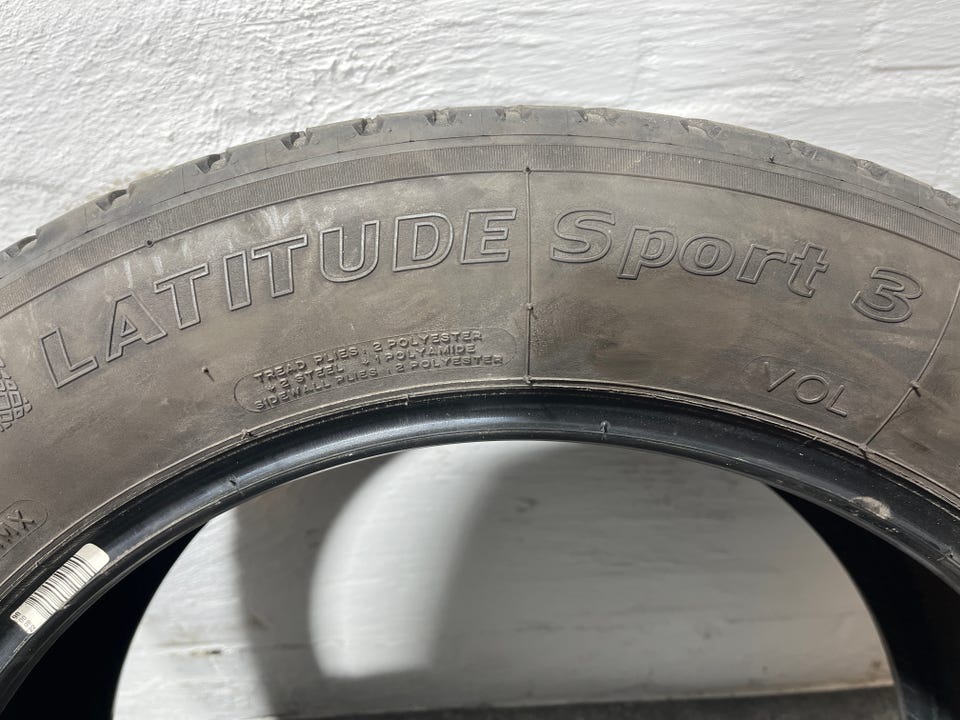 LATITUDE Sport 3
TREAD PLIES : 2 POLYESTER
+ 2 STEEL + 1 POLYAMIDE
SIDEWALL PLIES : 2 POLYESTER
VOL